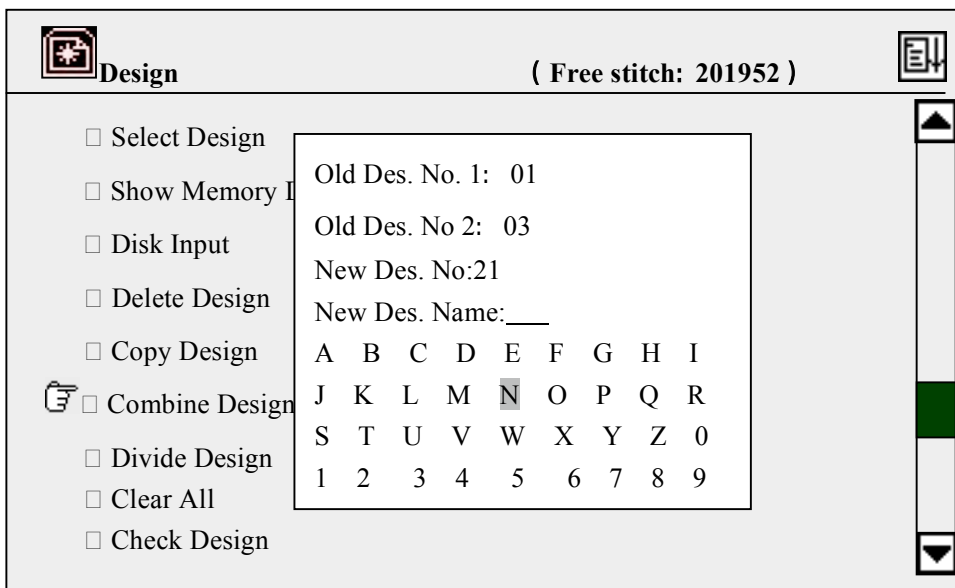 Design ( Free stitch: 201952 )
Select Design
Show Memory
Disk Input
Delete Design
Copy Design
Combine Design
Divide Design
Clear All
Check Design
Old Des. No. 1: 01
Old Des. No 2: 03
New Des. No:21
New Des. Name:___
A B C D E F G H I
J K L M N O P Q R
S T U V W X Y Z 0
1 2 3 4 5 6 7 8 9